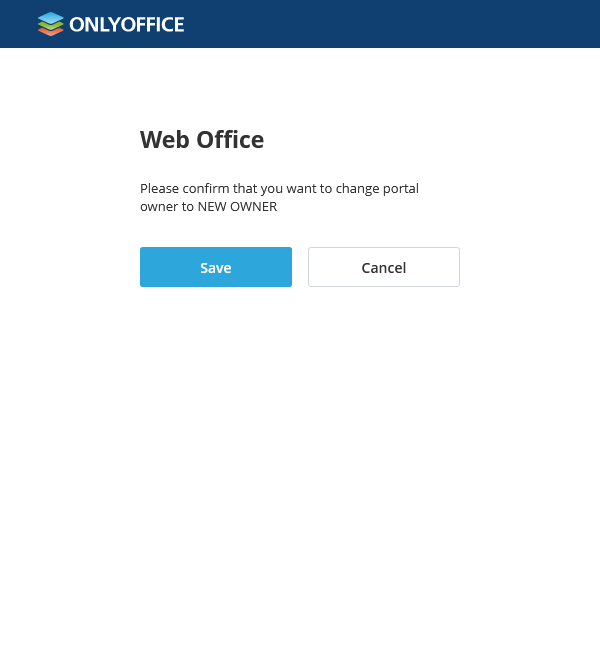 ONLYOFFICE
Web Office
Please confirm that you want to change portal
owner to NEW OWNER
Save
Cancel